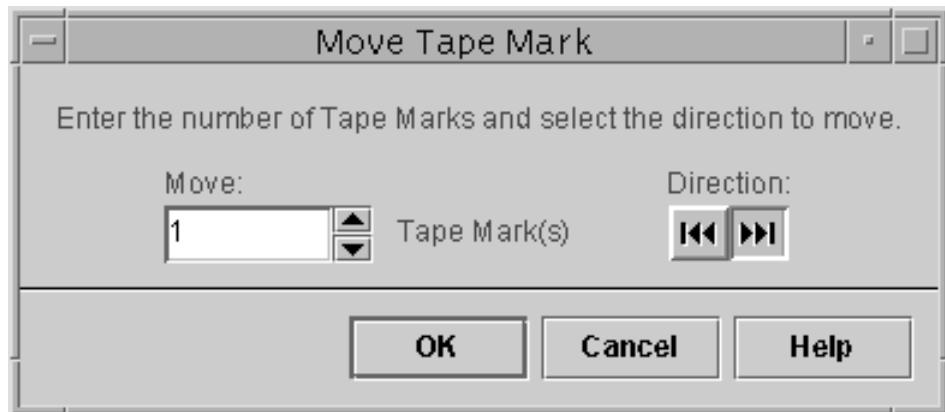 Move Tape Mark
Enter the number of Tape Marks and select the direction to move.
Move: Direction:
1 Tape Mark(s)
OK Cancel Help